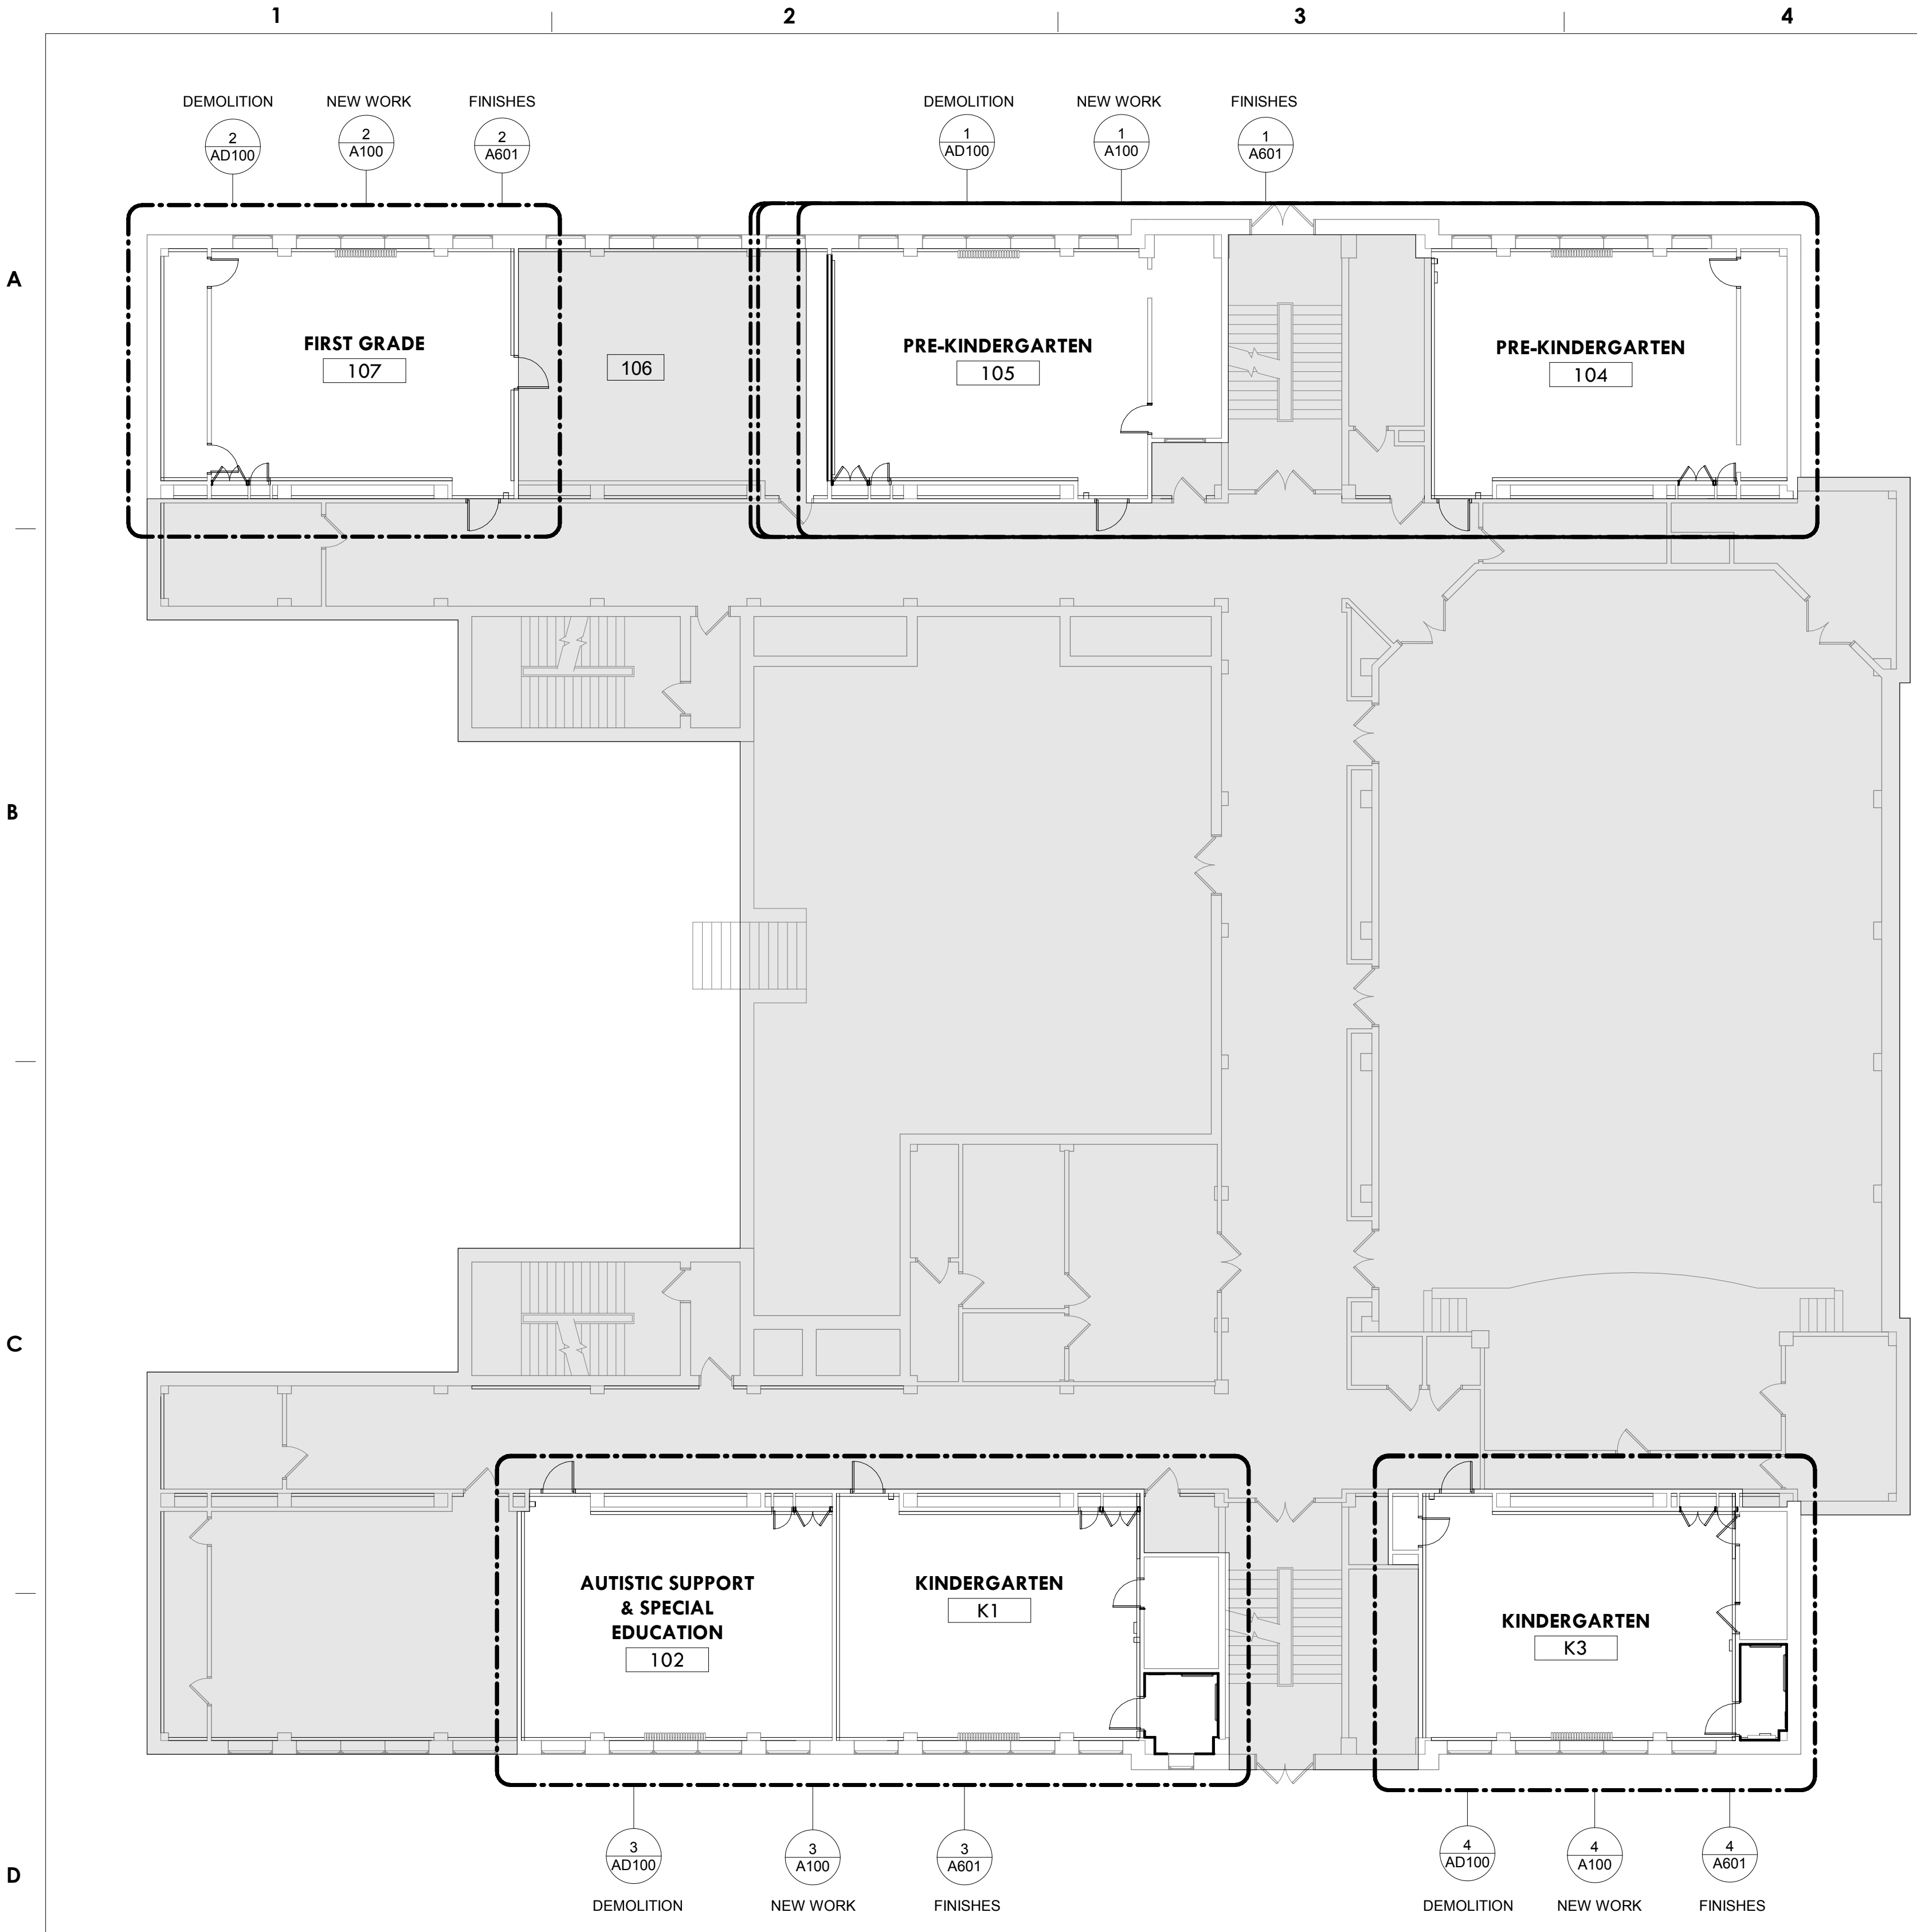 1 2 3 4
DEMOLITION NEW WORK FINISHES DEMOLITION NEW WORK FINISHES
2 2 2 1 1 1
AD100 A100 A601 AD100 A100 A601
A
FIRST GRADE
107
106
PRE-KINDERGARTEN
105
PRE-KINDERGARTEN
104
B
C
AUTISTIC SUPPORT
& SPECIAL
EDUCATION
102
KINDERGARTEN
K1
KINDERGARTEN
K3
D
3 3 3 4 4 4
AD100 A100 A601 AD100 A100 A601
DEMOLITION NEW WORK FINISHES DEMOLITION NEW WORK FINISHES